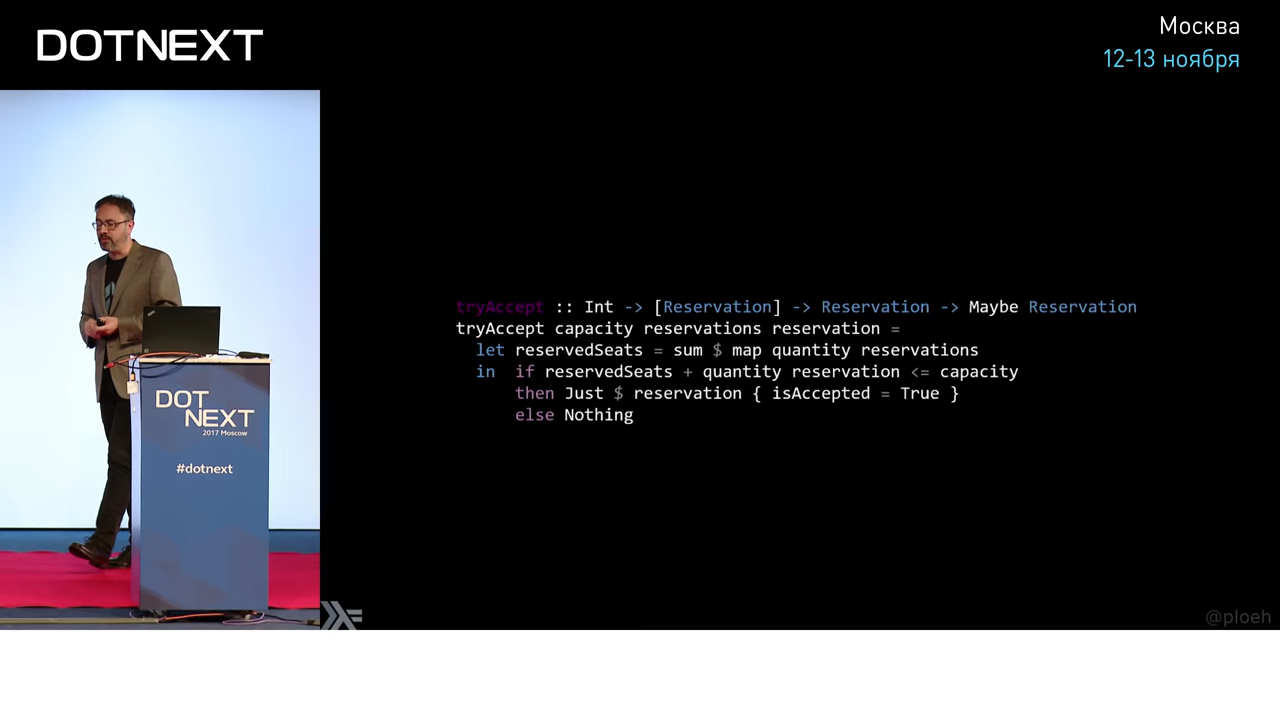 DOTNEXT
Москва
12-13 ноября
tryAccept :: Int -> [Reservation] -> Reservation -> Maybe Reservation
tryAccept capacity reservations reservation =
let reservedSeats = sum $ map quantity reservations
in if reservedSeats + quantity reservation <= capacity
then Just $ reservation { isAccepted = True }
else Nothing
DOT
NEXT
2017 Moscow
#dotnext
@ploeh